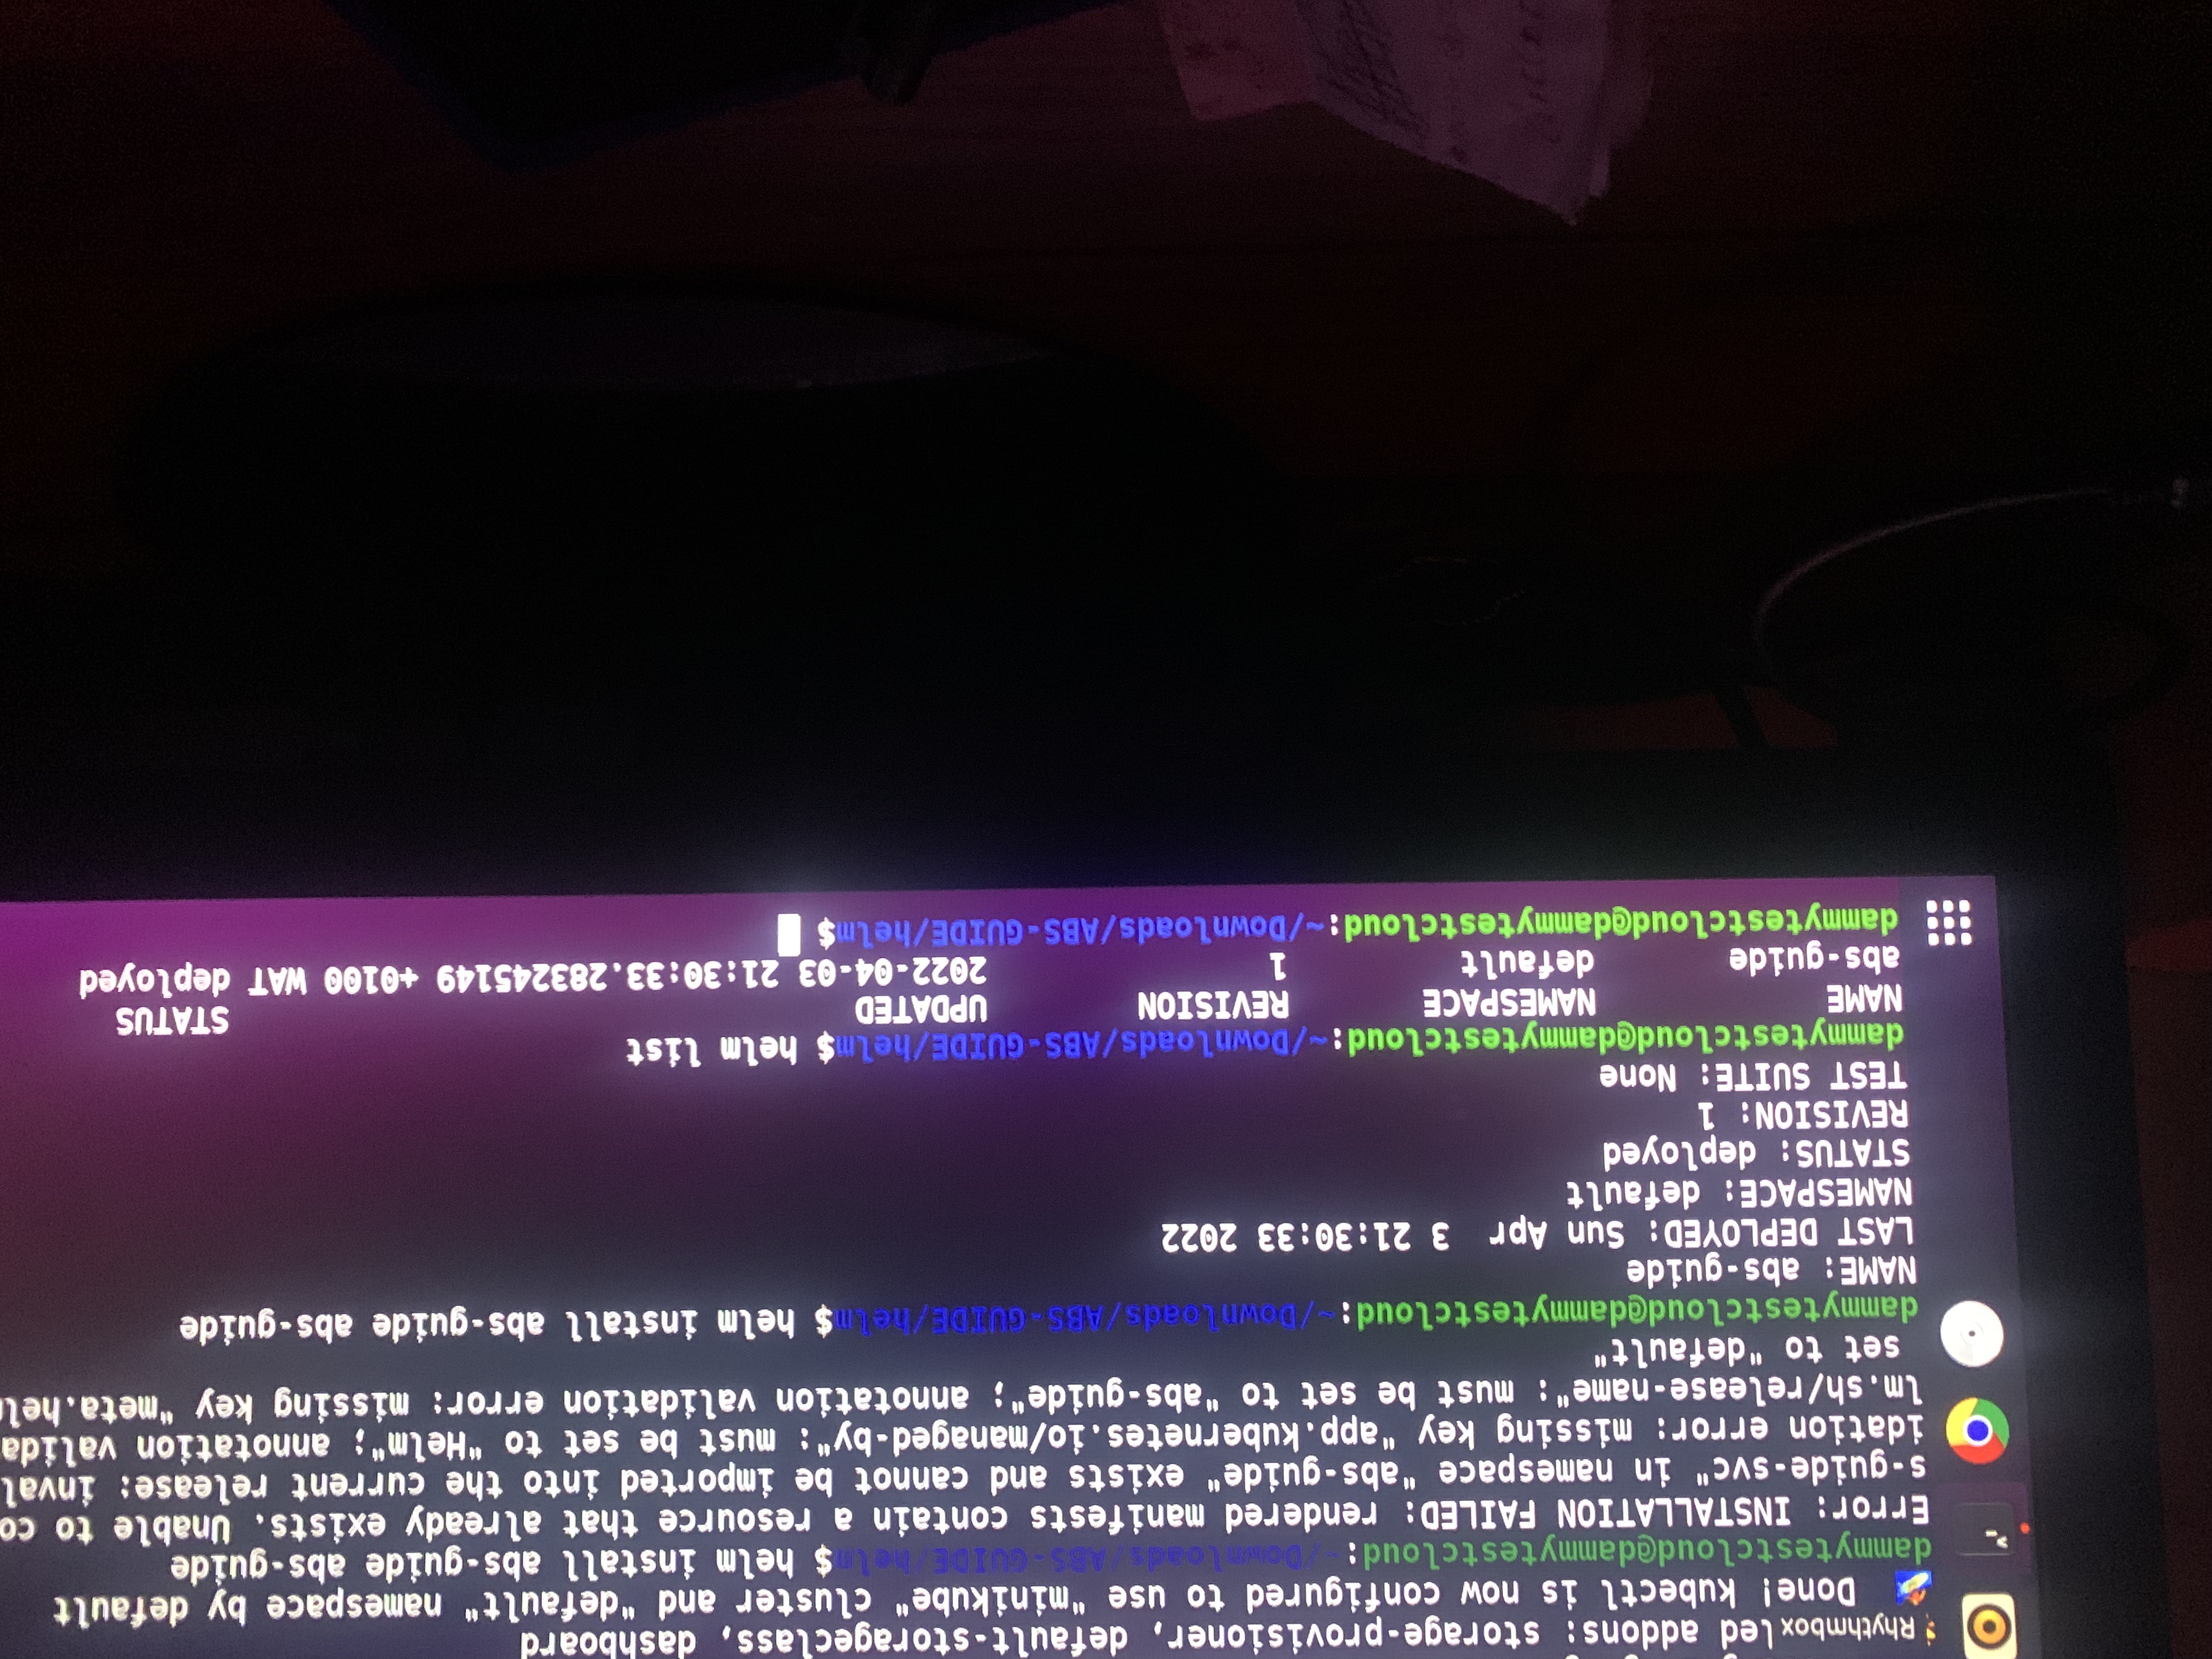 Rhythmbox led addons: storage-provisioner, default-storageclass, dashboard
Done! kubectl is now configured to use "minikube" cluster and "default" namespace by default
dammytestcloud@dammytestcloud:~/Downloads/ABS-GUIDE/helm$ helm install abs-guide abs-guide
Error: INSTALLATION FAILED: rendered manifests contain a resource that already exists. Unable to co
s-guide-svc" in namespace "abs-guide" exists and cannot be imported into the current release: inval
idation error: missing key "app.kubernetes.io/managed-by": must be set to "Helm"; annotation valida
lm.sh/release-name": must be set to "abs-guide"; annotation validation error: missing key "meta.hel
set to "default"
dammytestcloud@dammytestcloud:~/Downloads/ABS-GUIDE/helm$ helm install abs-guide abs-guide
NAME: abs-guide
LAST DEPLOYED: Sun Apr  3 21:30:33 2022
NAMESPACE: default
STATUS: deployed
REVISION: 1
TEST SUITE: None
dammytestcloud@dammytestcloud:~/Downloads/ABS-GUIDE/helm$ helm list
NAME NAMESPACE REVISION UPDATED STATUS
abs-guide default 1 2022-04-03 21:30:33.283245149 +0100 WAT deployed
dammytestcloud@dammytestcloud:~/Downloads/ABS-GUIDE/helm$